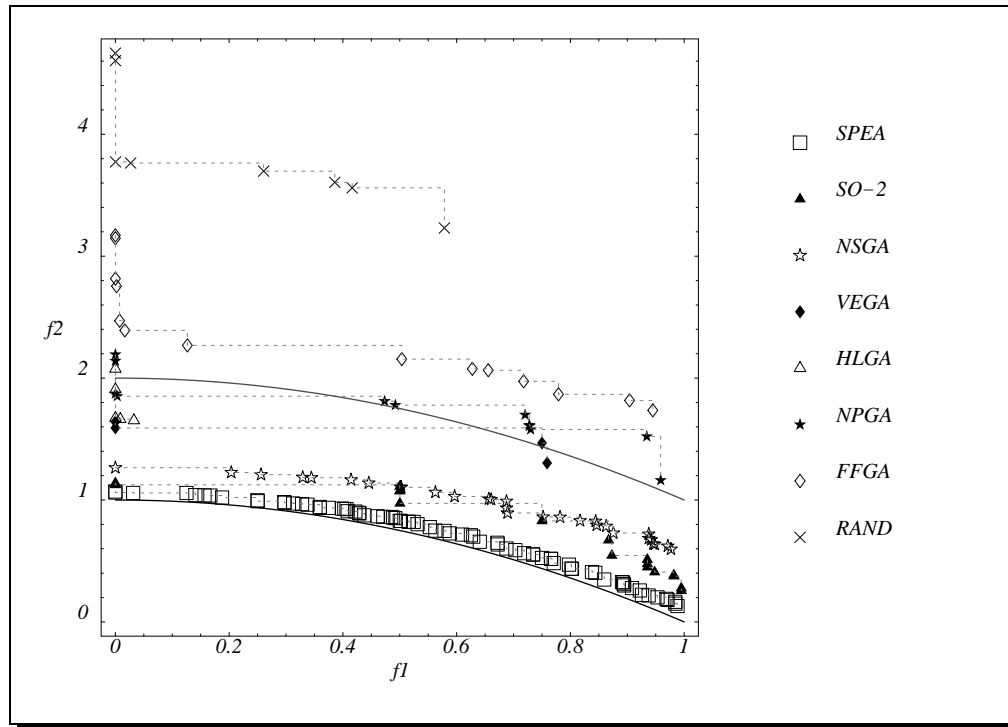 4
3
2
1
0
f2
0
0.2
0.4
0.6
0.8
1
f1
SPEA
SO-2
NSGA
VEGA
HLGA
NPGA
FFGA
RAND